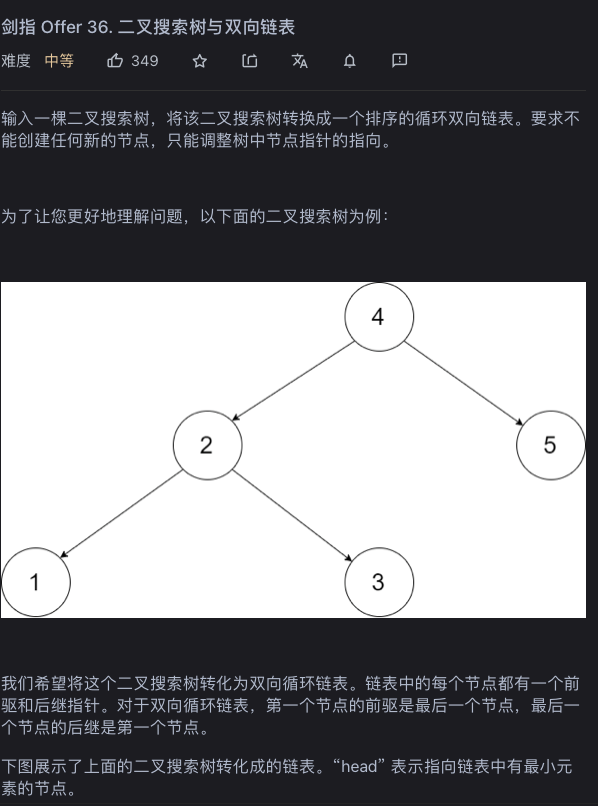 剑指 Offer 36. 二叉搜索树与双向链表
难度 中等 349
输入一棵二叉搜索树，将该二叉搜索树转换成一个排序的循环双向链表。要求不
能创建任何新的节点，只能调整树中节点指针的指向。
为了让您更好地理解问题，以下面的二叉搜索树为例：
4
2
5
1
3
我们希望将这个二叉搜索树转化为双向循环链表。链表中的每个节点都有一个前
驱和后继指针。对于双向循环链表，第一个节点的前驱是最后一个节点，最后一
个节点的后继是第一个节点。
下图展示了上面的二叉搜索树转化成的链表。“head” 表示指向链表中有最小元
素的节点。